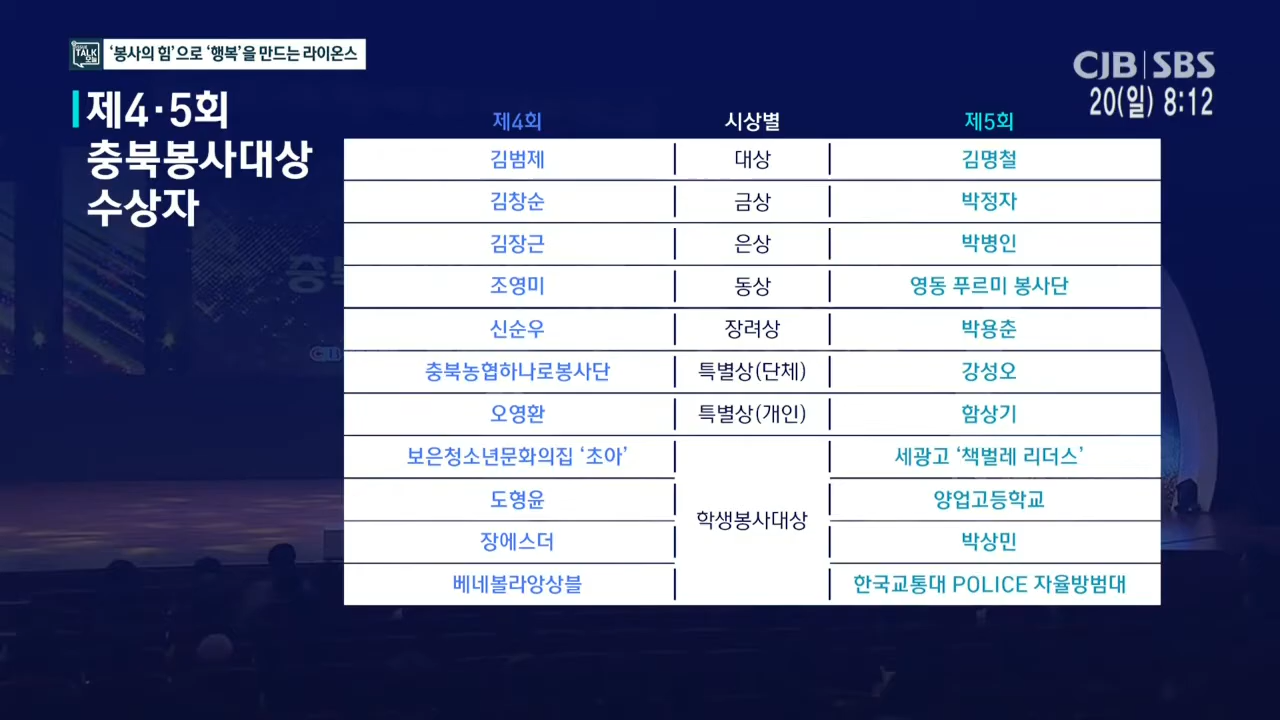 TALK
오늘
'봉사의 힘'으로 '행복'을 만드는 라이온스
CJB SBS
20(일) 8:12
제4·5회
충북봉사대상
수상자
제4회 시상별 제5회
김범제 대상 김명철
김창순 금상 박정자
김장근 은상 박병인
조영미 동상 영동 푸르미 봉사단
신순우 장려상 박용춘
충북농협하나로봉사단 특별상(단체) 강성오
오영환 특별상(개인) 함상기
보은청소년문화의집 '초아' 세광고 '책벌레 리더스'
도형윤 양업고등학교
학생봉사대상
장에스더 박상민
베네볼라앙상블 한국교통대 POLICE 자율방범대
충북